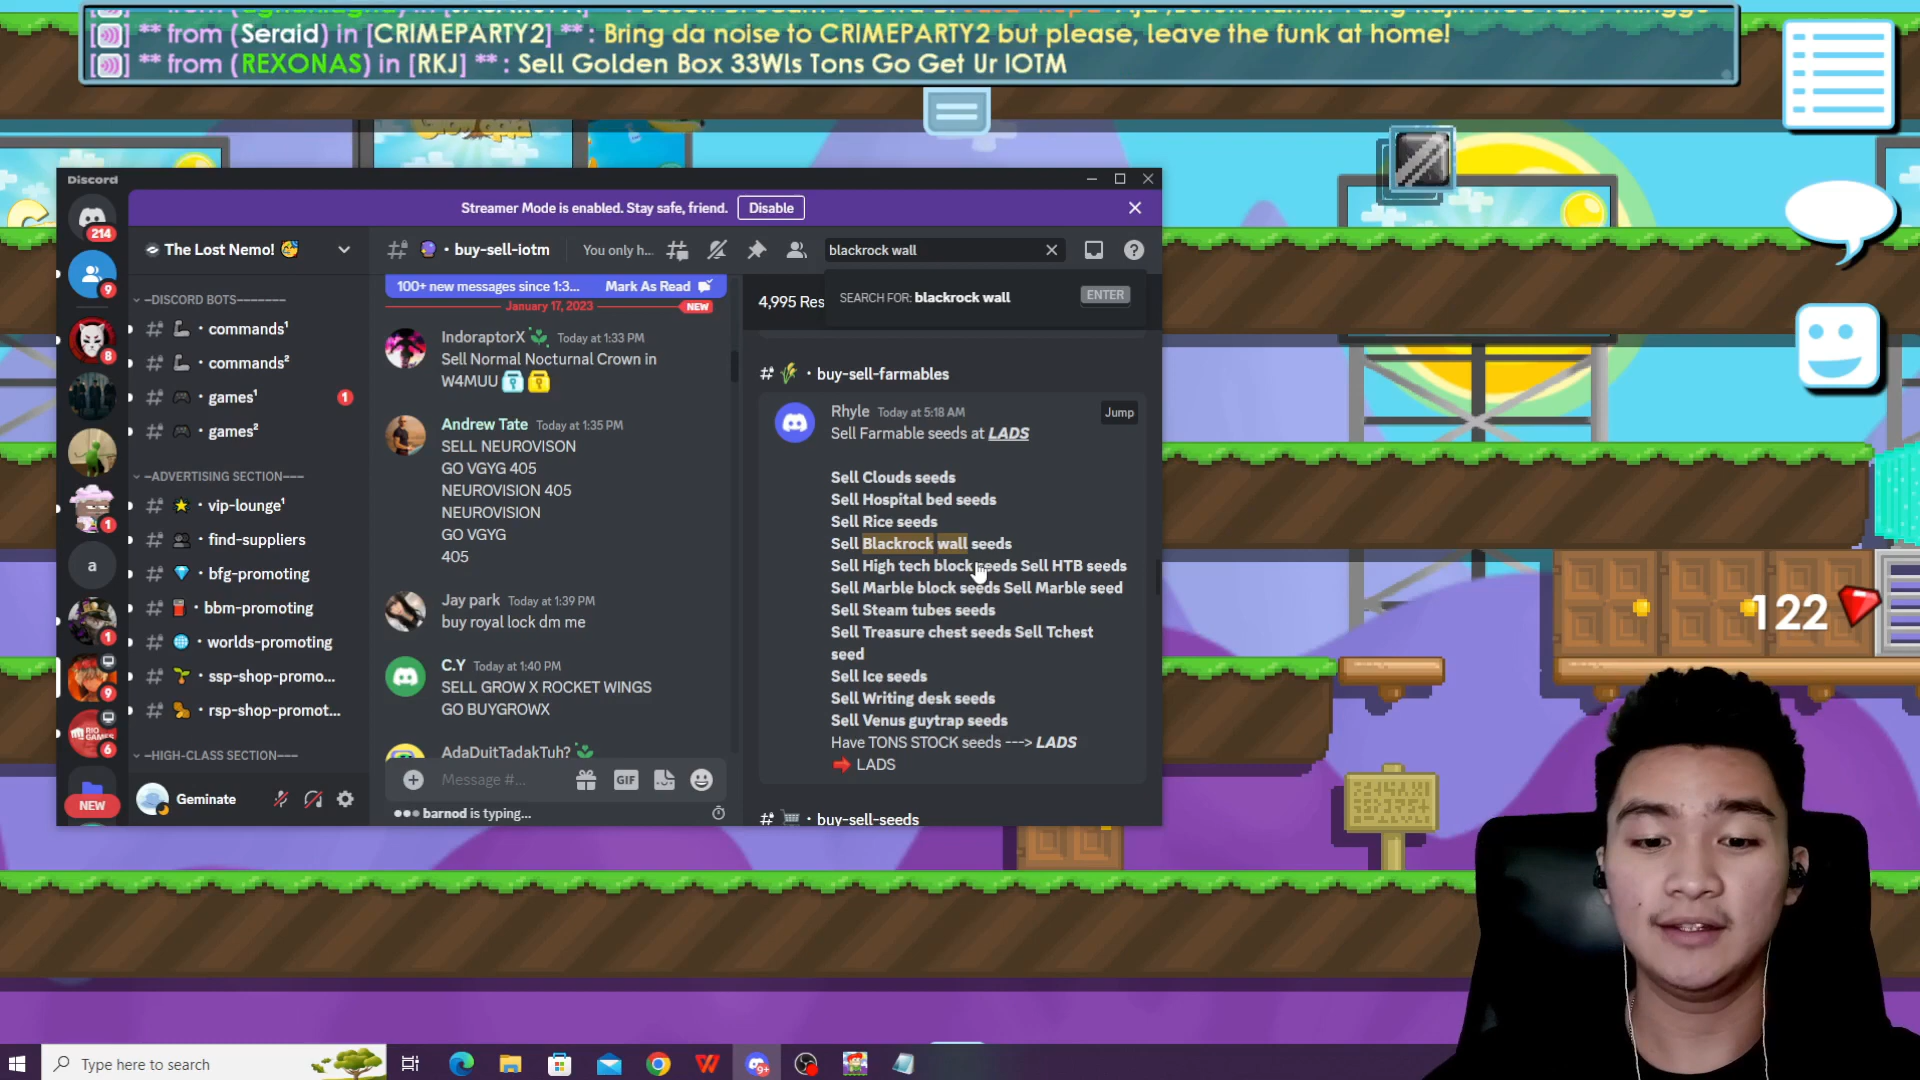 [ ] ** from (Seraid) in [CRIMEPARTY2] ** : Bring da noise to CRIMEPARTY2 but please, leave the funk at home!
[ ] ** from (REXONAS) in [RKJ] ** : Sell Golden Box 33Wls Tons Go Get Ur IOTM
Discord
Streamer Mode is enabled. Stay safe, friend. Disable
214
9
8
1
a
1
9
6
NEW
The Lost Nemo!
—DISCORD BOTS———
commands¹
commands²
games¹ 1
games²
—ADVERTISING SECTION——
vip-lounge¹
find-suppliers
bfg-promoting
bbm-promoting
worlds-promoting
ssp-shop-promo...
rsp-shop-promot...
—HIGH-CLASS SECTION—
Geminate
# buy-sell-iotm You only h...
100+ new messages since 1:3... Mark As Read
January 17, 2023 NEW
IndoraptorX Today at 1:33 PM
Sell Normal Nocturnal Crown in
W4MUU
Andrew Tate Today at 1:35 PM
SELL NEUROVISON
GO VGYG 405
NEUROVISION 405
NEUROVISION
GO VGYG
405
Jay park Today at 1:39 PM
buy royal lock dm me
C.Y Today at 1:40 PM
SELL GROW X ROCKET WINGS
GO BUYGROWX
AdaDuitTadakTuh?
Message #...
GIF
barnod is typing...
blackrock wall
SEARCH FOR: blackrock wall ENTER
4,995 Res
# buy-sell-farmables
Rhyle Today at 5:18 AM Jump
Sell Farmable seeds at LADS
Sell Clouds seeds
Sell Hospital bed seeds
Sell Rice seeds
Sell Blackrock wall seeds
Sell High tech block seeds Sell HTB seeds
Sell Marble block seeds Sell Marble seed
Sell Steam tubes seeds
Sell Treasure chest seeds Sell Tchest
seed
Sell Ice seeds
Sell Writing desk seeds
Sell Venus guytrap seeds
Have TONS STOCK seeds ---> LADS
LADS
# buy-sell-seeds
122
Type here to search
9+